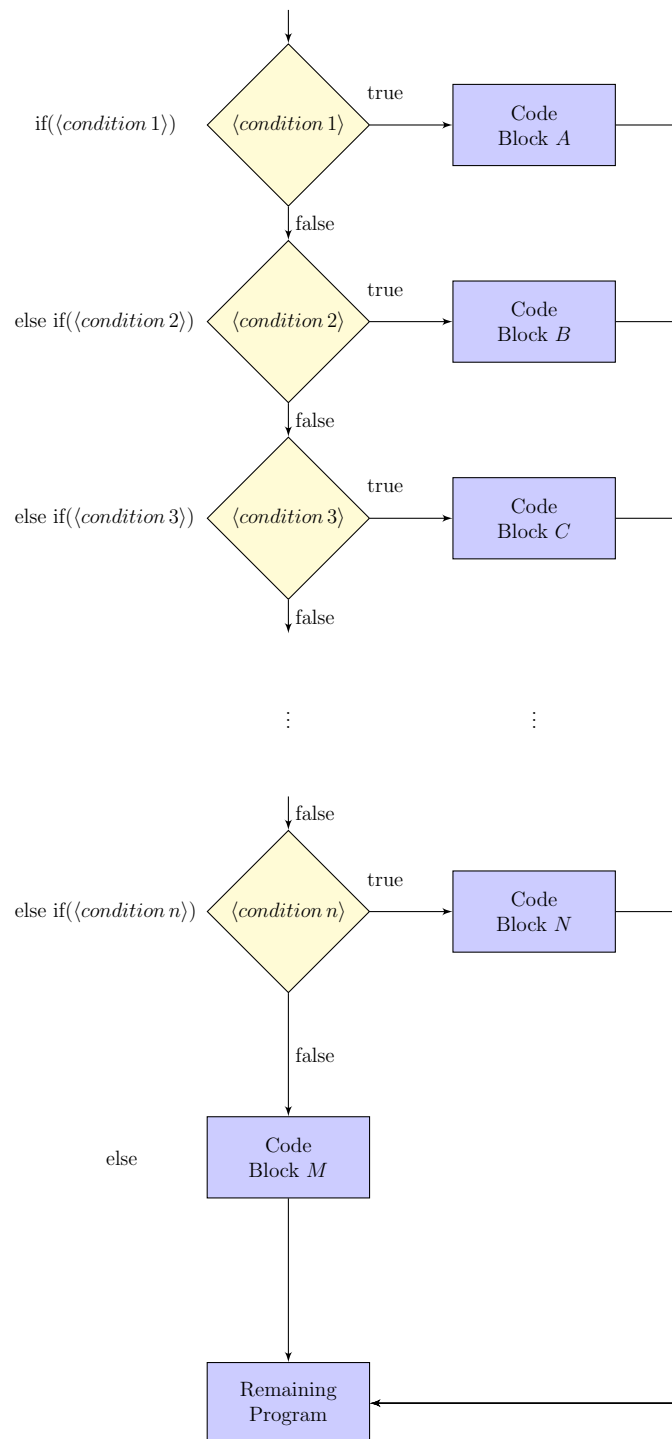 true
if(⟨condition 1⟩)
⟨condition 1⟩
Code
Block A
false
true
else if(⟨condition 2⟩)
⟨condition 2⟩
Code
Block B
false
true
else if(⟨condition 3⟩)
⟨condition 3⟩
Code
Block C
false
⋮
⋮
false
true
else if(⟨condition n⟩)
⟨condition n⟩
Code
Block N
false
else
Code
Block M
Remaining
Program